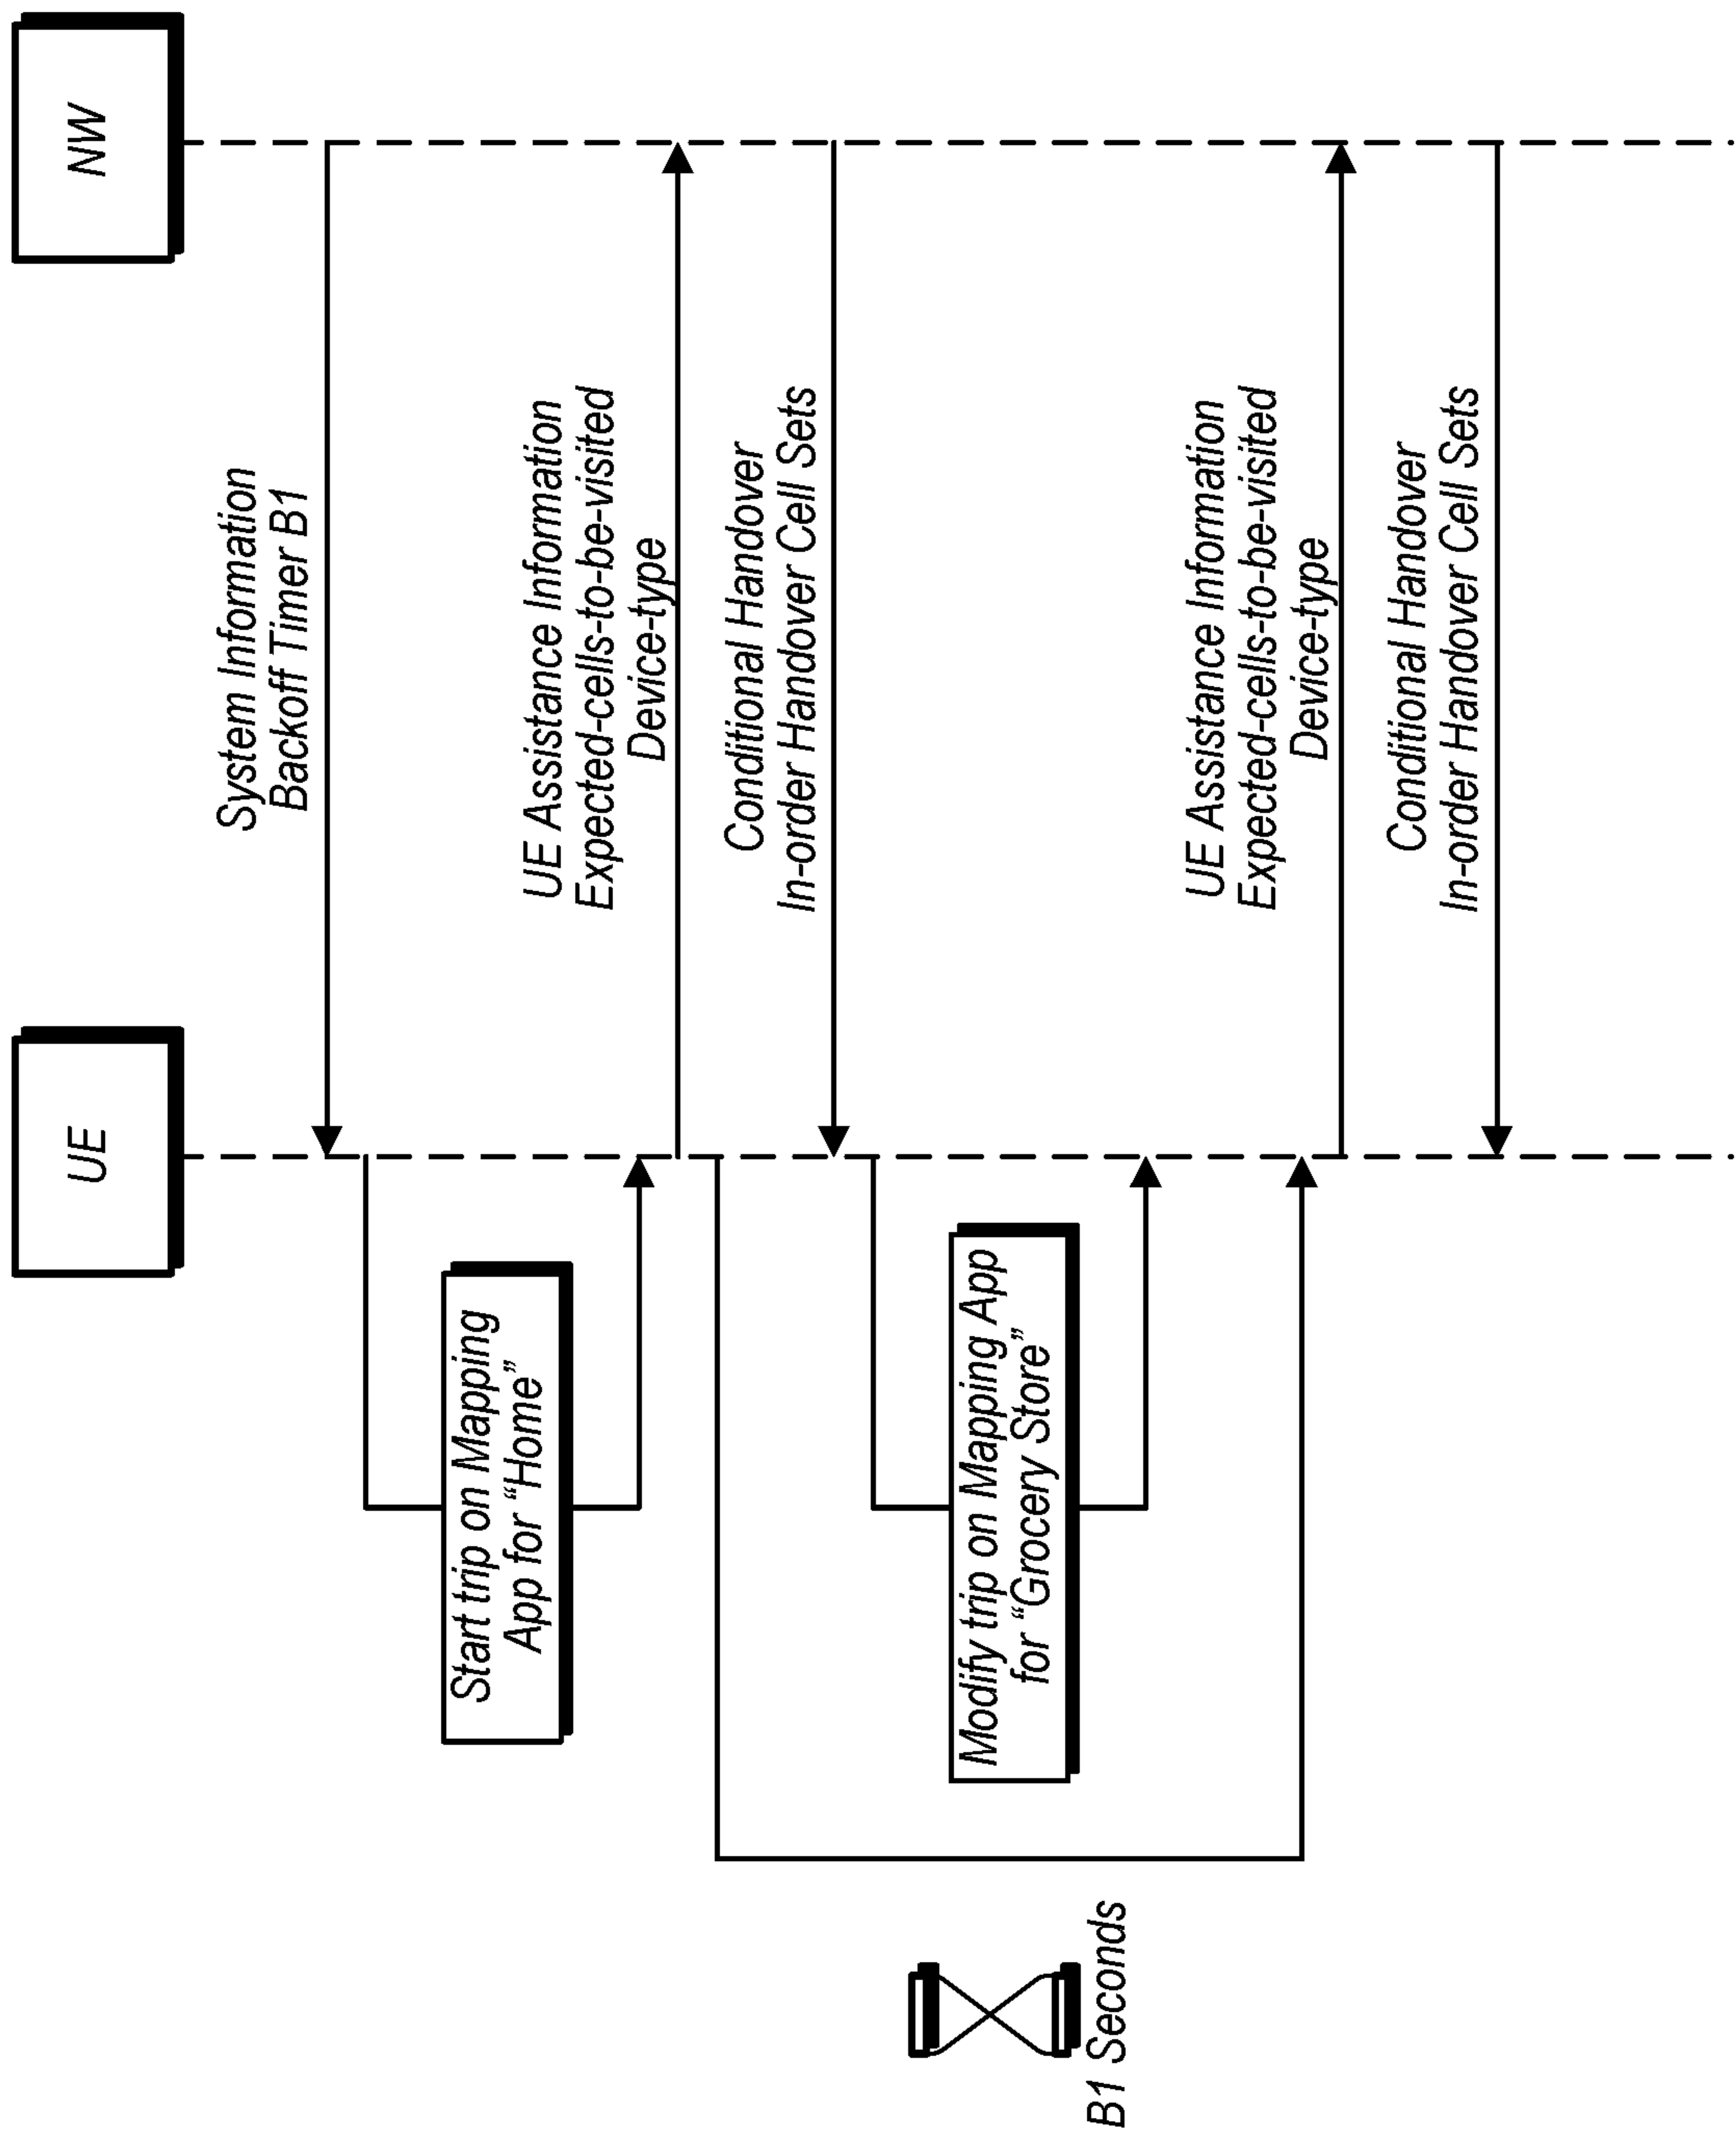 UE
NW
System Information
Backoff Timer B1
Start trip on Mapping
App for “Home”
UE Assistance Information
Expected-cells-to-be-visited
Device-type
Conditional Handover
In-order Handover Cell Sets
Modify trip on Mapping App
for “Grocery Store”
B1 Seconds
UE Assistance Information
Expected-cells-to-be-visited
Device-type
Conditional Handover
In-order Handover Cell Sets